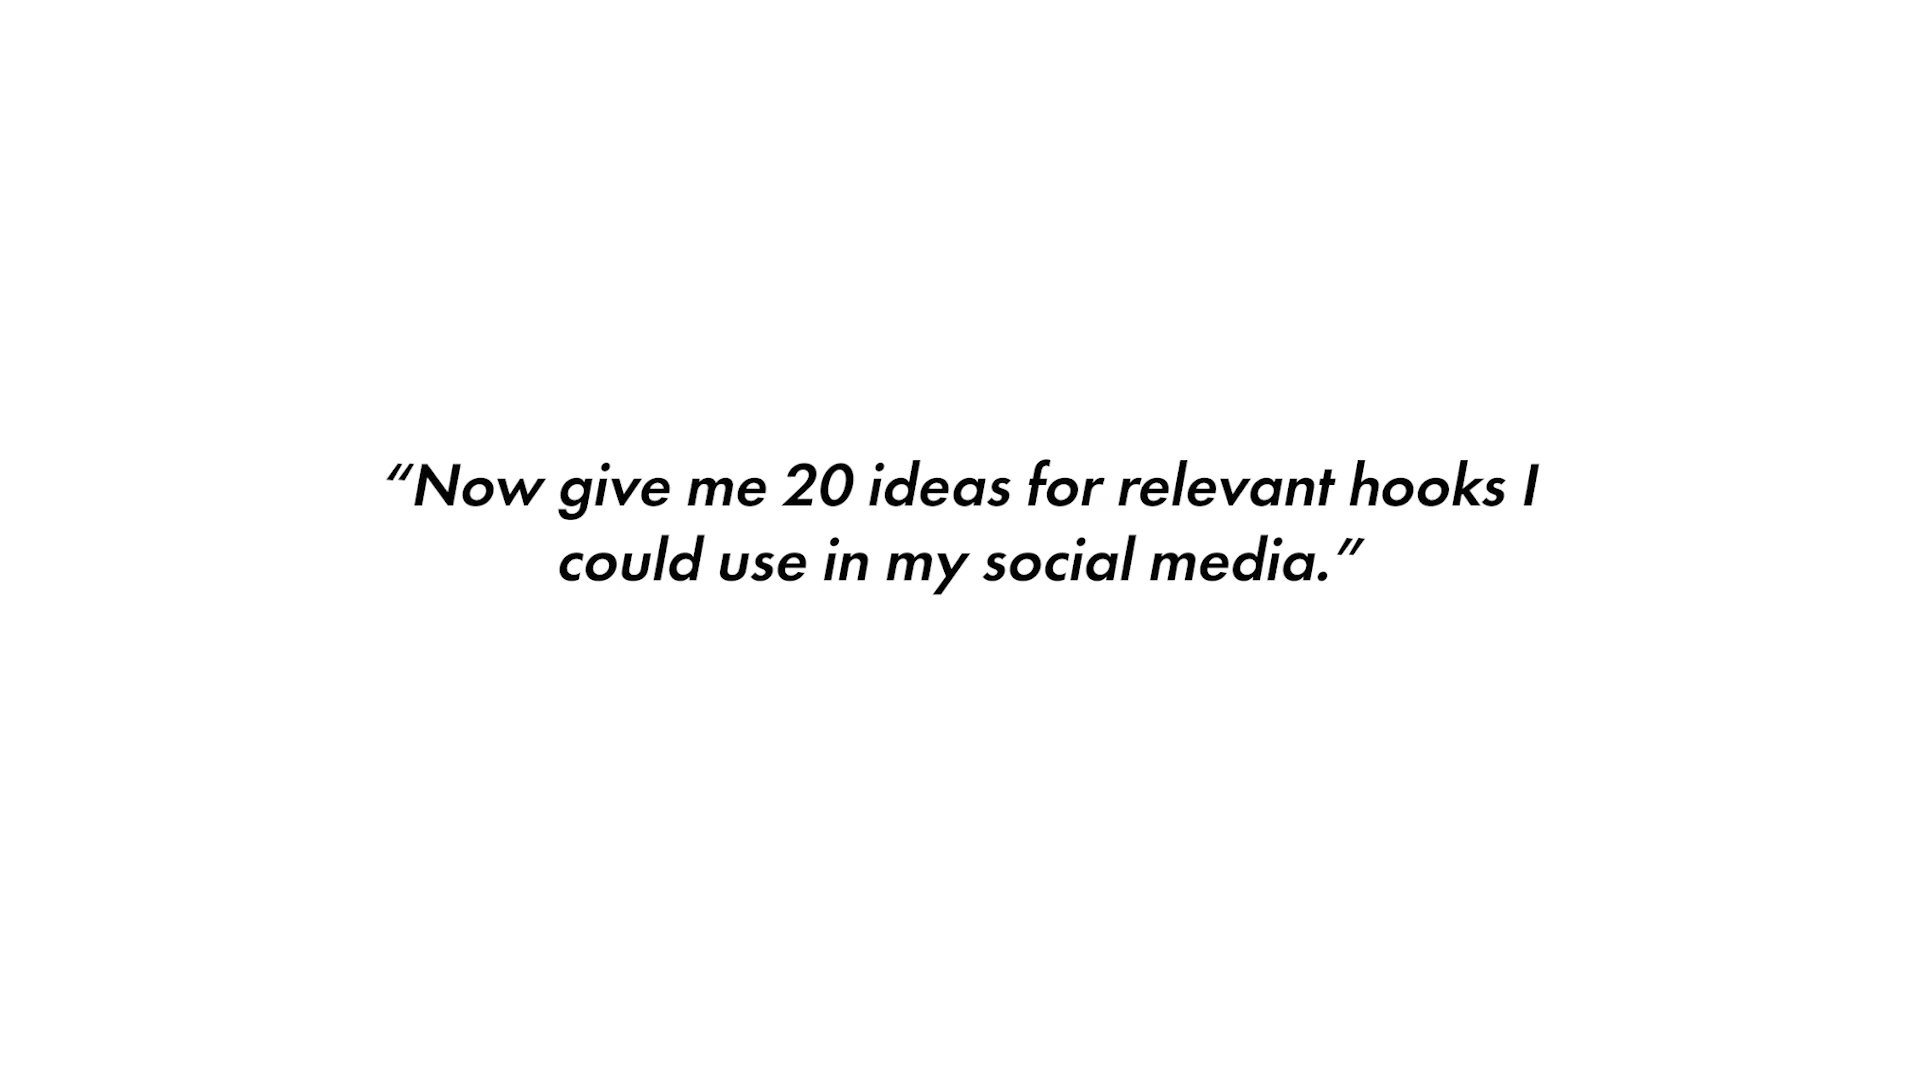 “Now give me 20 ideas for relevant hooks I
could use in my social media.”